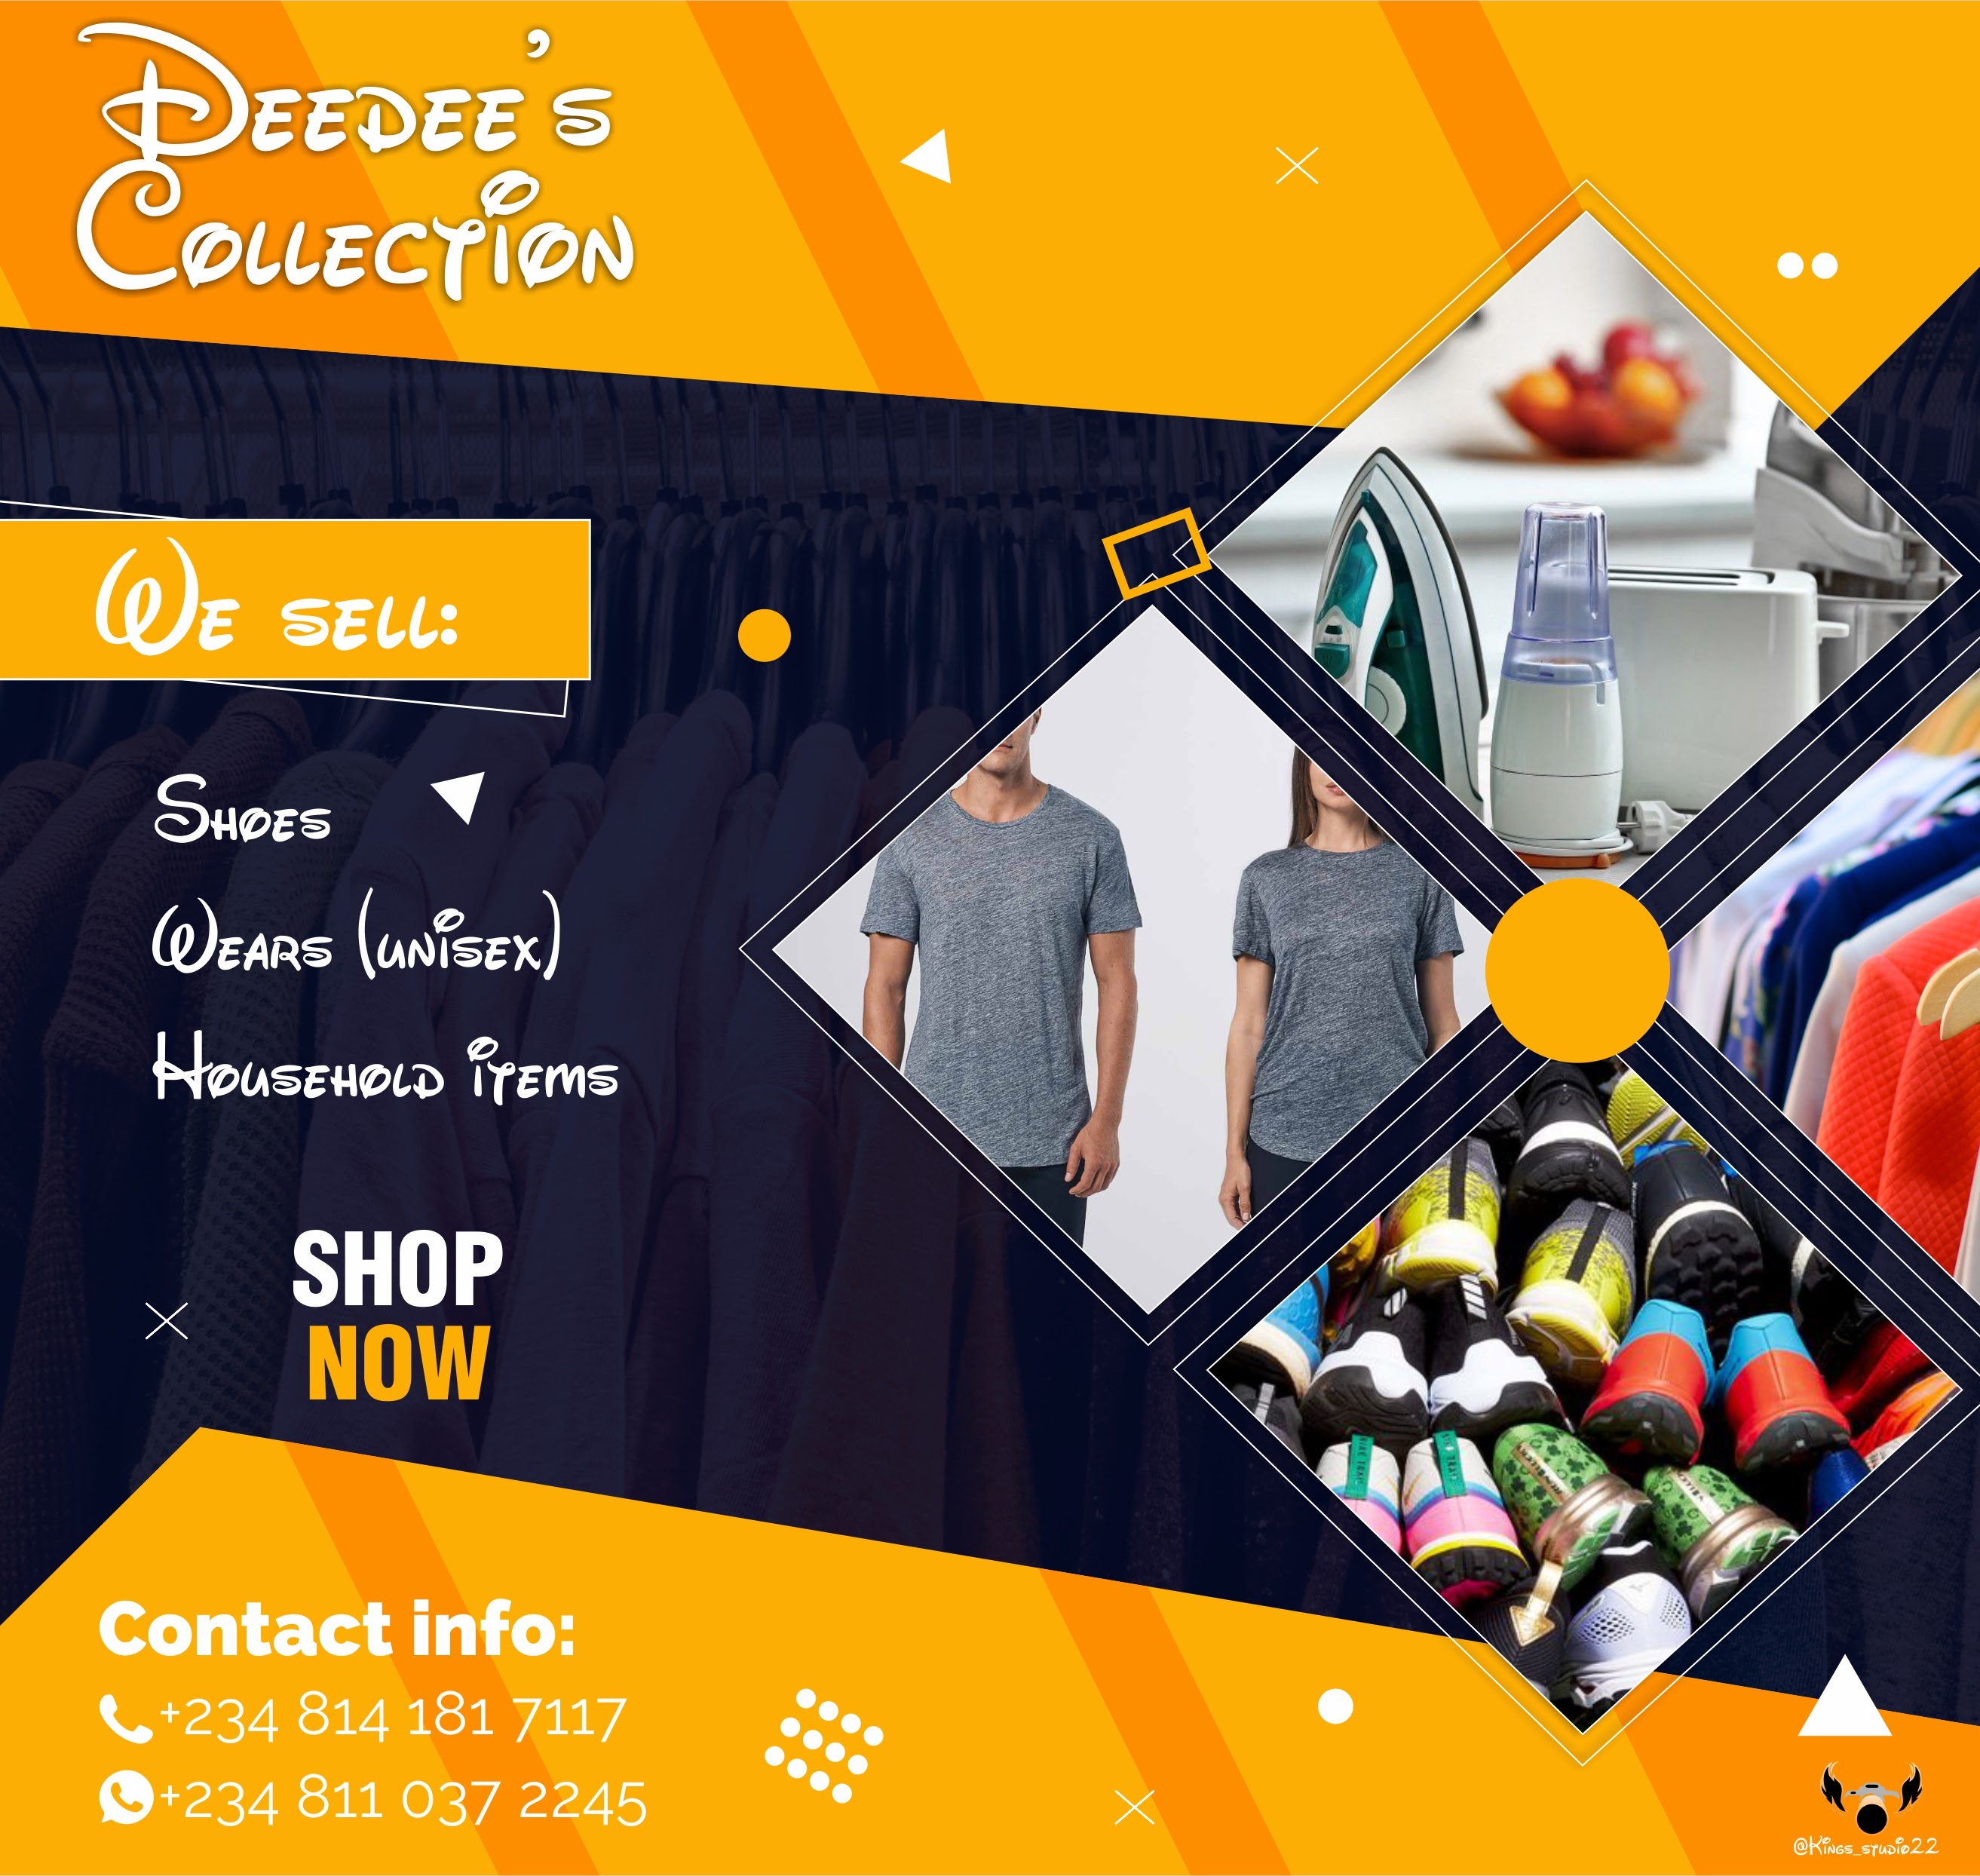 Deedee's
Collection
We sell:
Shoes
Wears (unisex)
Household items
SHOP
NOW
Contact info:
+234 814 181 7117
+234 811 037 2245
@Kings_studio22